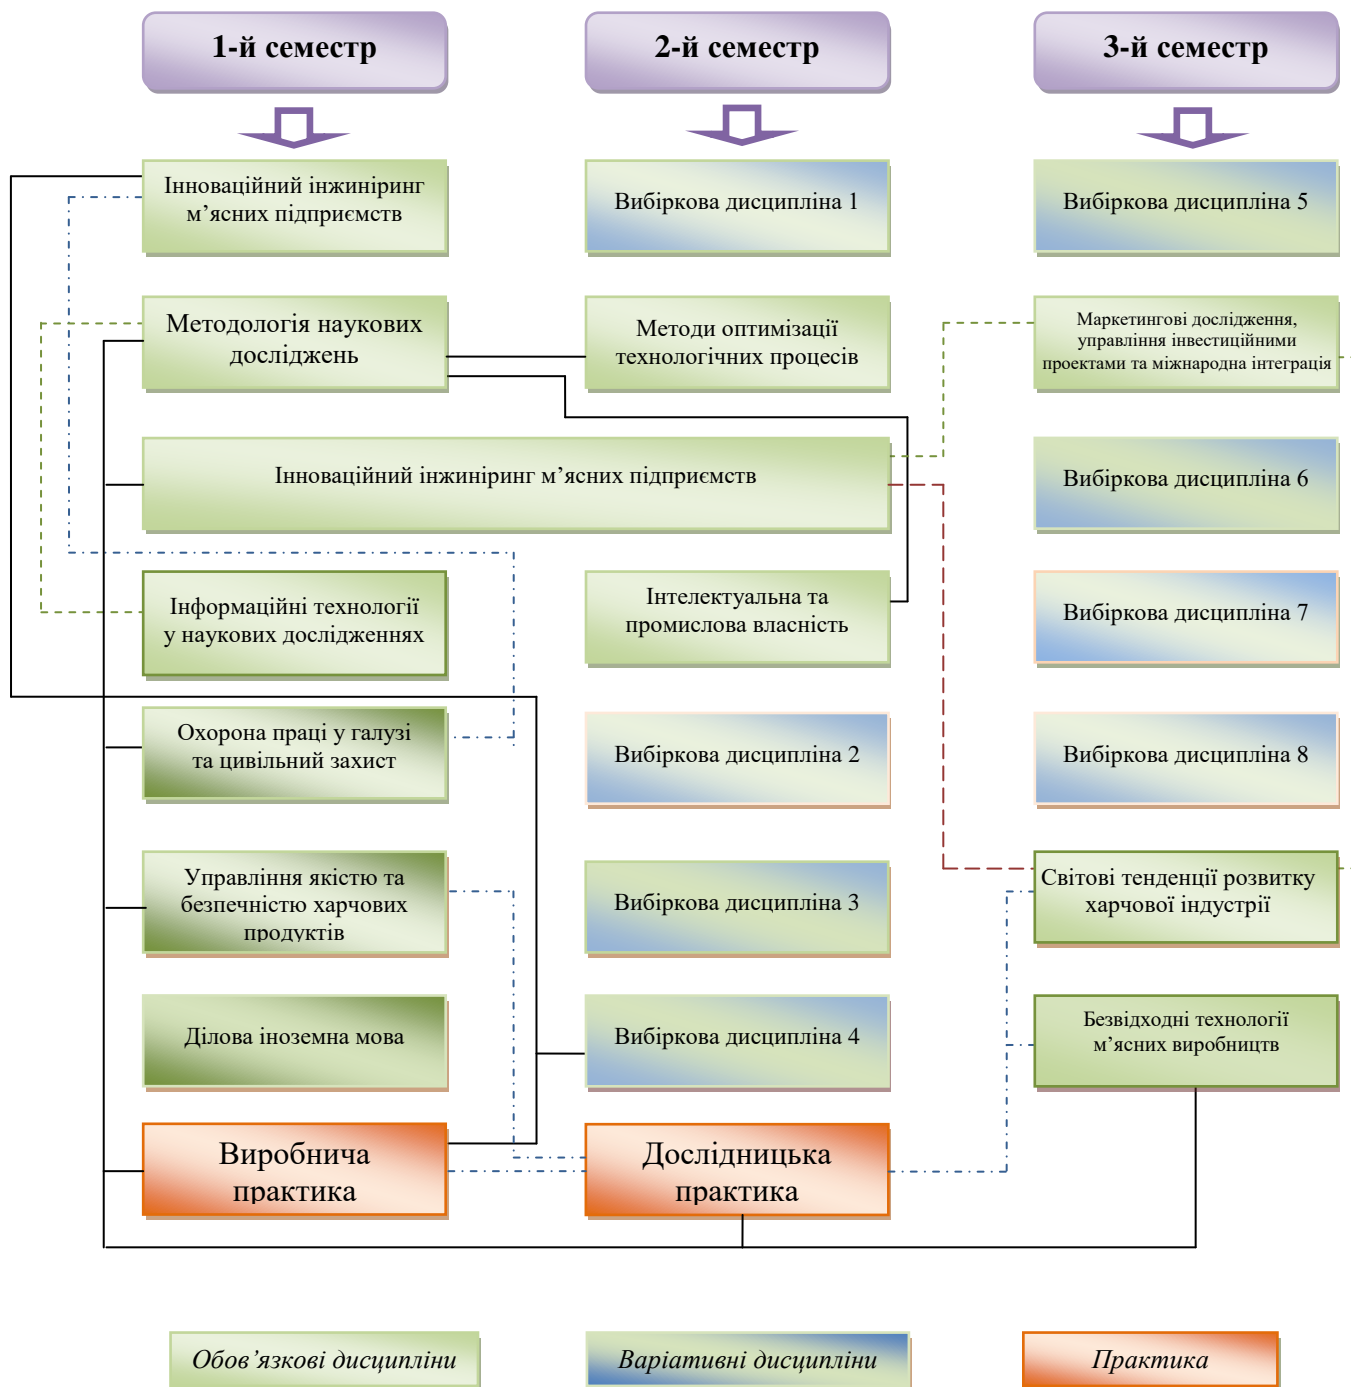 1-й семестр
2-й семестр
3-й семестр
Інноваційний інжиніринг
м’ясних підприємств
Вибіркова дисципліна 1
Вибіркова дисципліна 5
Методологія наукових
досліджень
Методи оптимізації
технологічних процесів
Маркетингові дослідження,
управління інвестиційними
проектами та міжнародна інтеграція
Інноваційний інжиніринг м’ясних підприємств
Вибіркова дисципліна 6
Інформаційні технології
у наукових дослідженнях
Інтелектуальна та
промислова власність
Вибіркова дисципліна 7
Охорона праці у галузі
та цивільний захист
Вибіркова дисципліна 2
Вибіркова дисципліна 8
Управління якістю та
безпечністю харчових
продуктів
Вибіркова дисципліна 3
Світові тенденції розвитку
харчової індустрії
Ділова іноземна мова
Вибіркова дисципліна 4
Безвідходні технології
м’ясних виробництв
Виробнича
практика
Дослідницька
практика
Обов’язкові дисципліни
Варіативні дисципліни
Практика